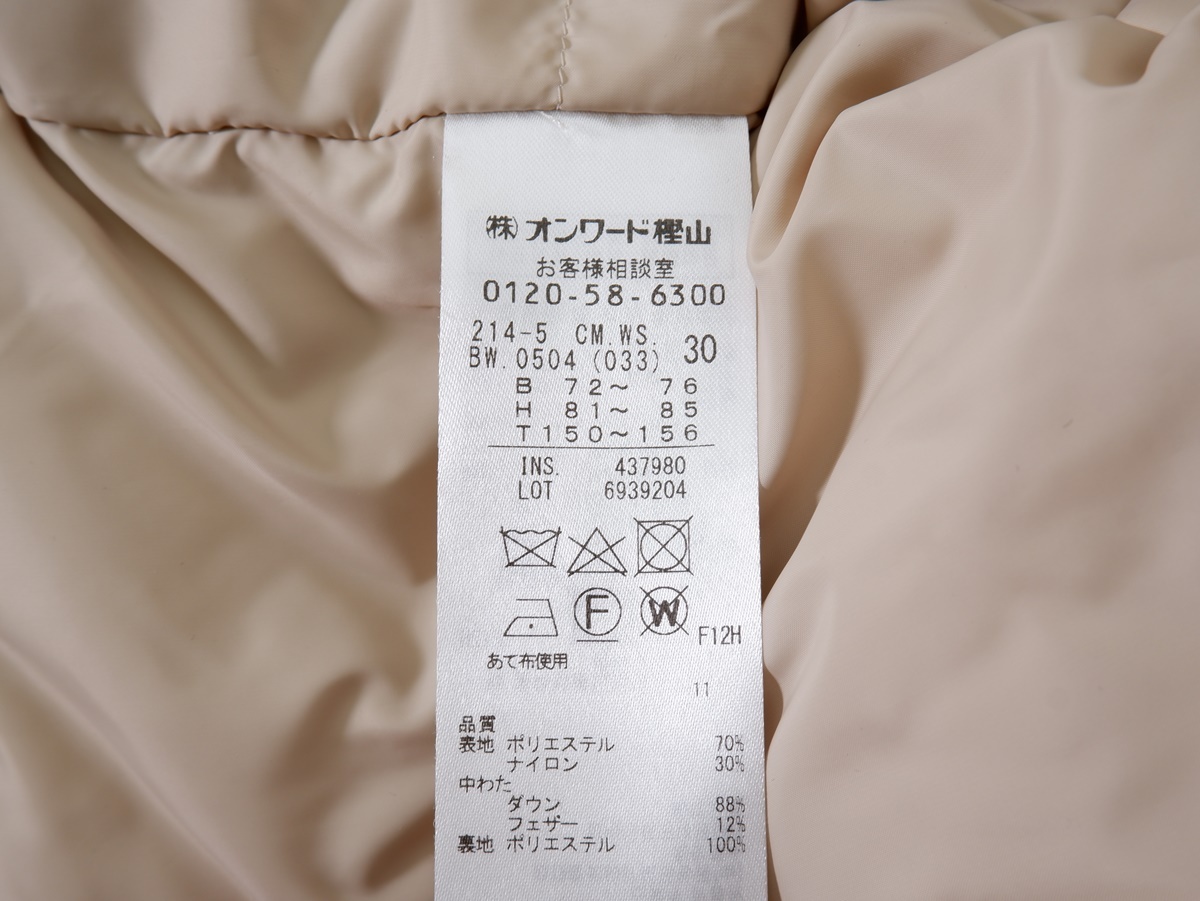 ㈱オンワード樫山
お客様相談室
0120-58-6300
214-5 CM.WS.
BW.0504 (033) 30
B 72～ 76
H 81～ 85
T150～156
INS. 437980
LOT 6939204
F W F12H
あて布使用
11
品質
表地 ポリエステル 70%
ナイロン 30%
中わた
ダウン 88%
フェザー 12%
裏地 ポリエステル 100%